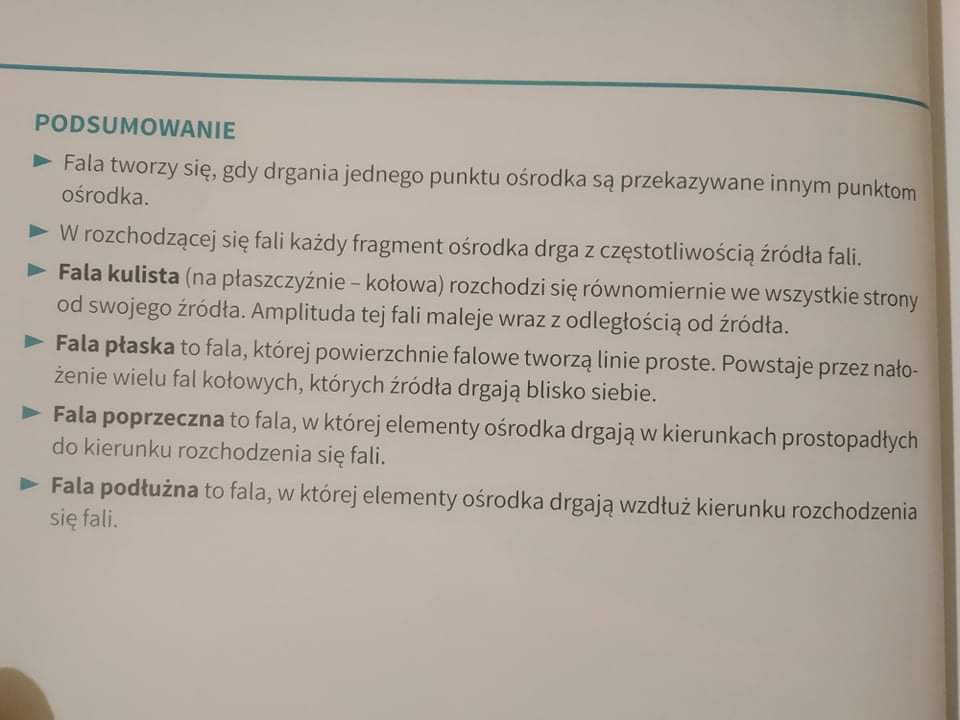 PODSUMOWANIE
► Fala tworzy się, gdy drgania jednego punktu ośrodka są przekazywane innym punktom
ośrodka.
► W rozchodzącej się fali każdy fragment ośrodka drga z częstotliwością źródła fali.
► Fala kulista (na płaszczyźnie – kołowa) rozchodzi się równomiernie we wszystkie strony
od swojego źródła. Amplituda tej fali maleje wraz z odległością od źródła.
► Fala płaska to fala, której powierzchnie falowe tworzą linie proste. Powstaje przez nało-
żenie wielu fal kołowych, których źródła drgają blisko siebie.
► Fala poprzeczna to fala, w której elementy ośrodka drgają w kierunkach prostopadłych
do kierunku rozchodzenia się fali.
► Fala podłużna to fala, w której elementy ośrodka drgają wzdłuż kierunku rozchodzenia
się fali.